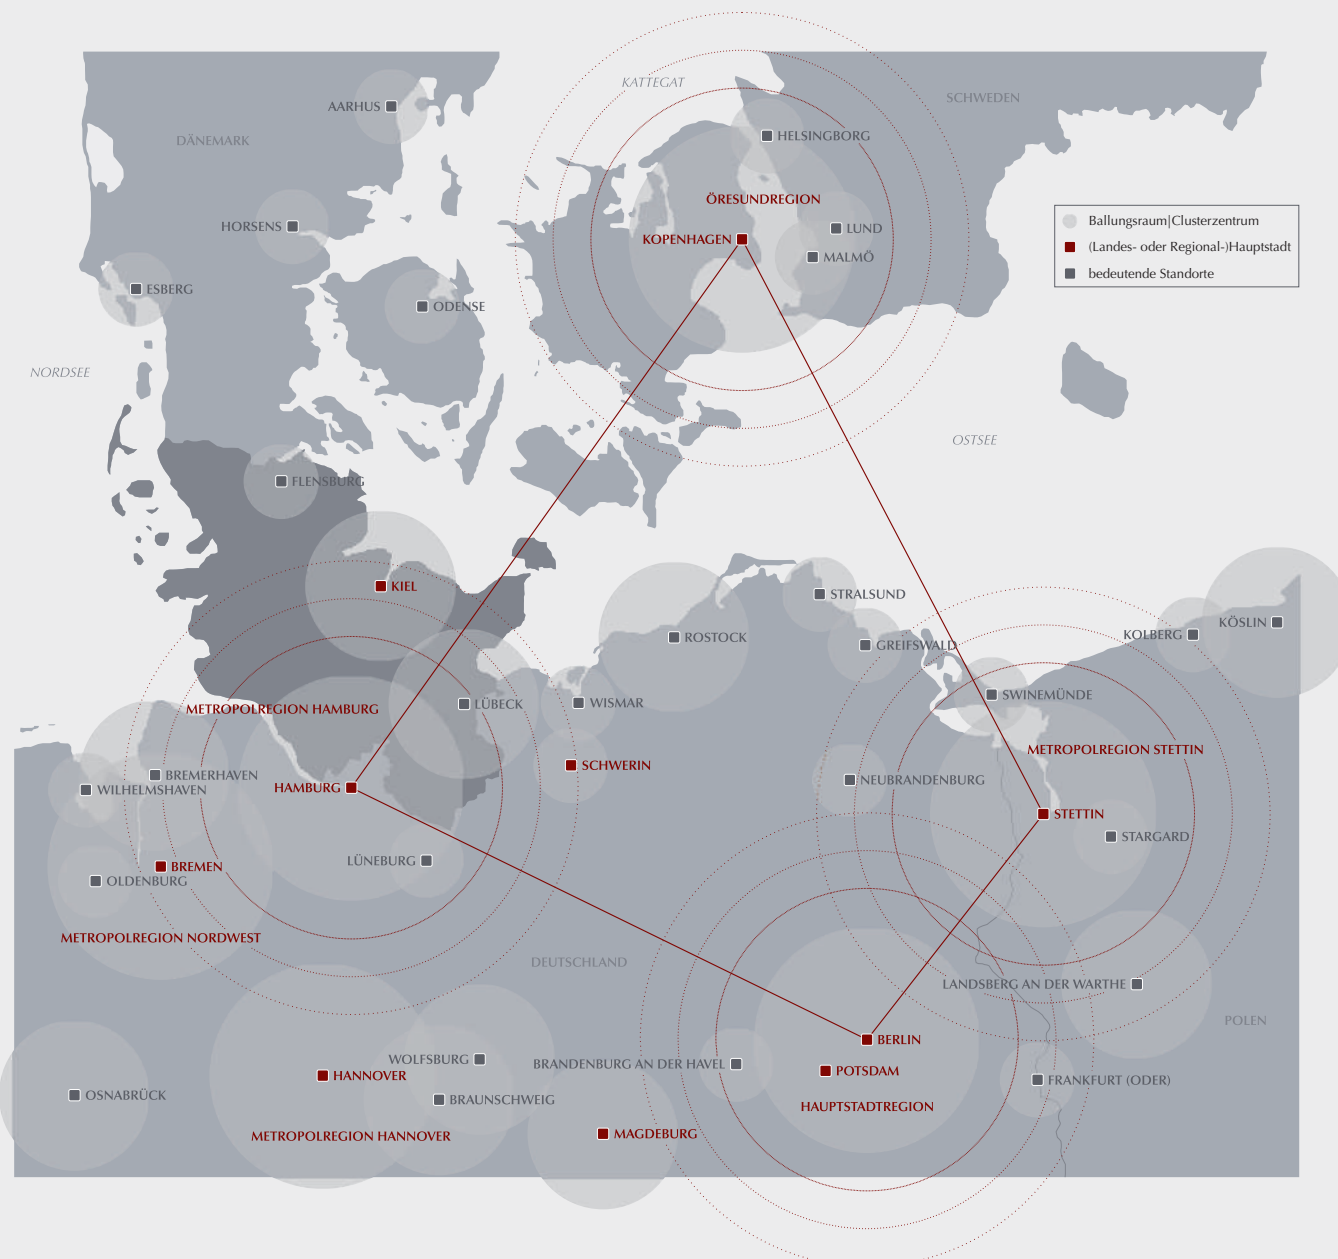 KATTEGAT
SCHWEDEN
AARHUS
DÄNEMARK
HELSINGBORG
ÖRESUNDREGION
HORSENS
KOPENHAGEN
LUND
MALMÖ
Ballungsraum|Clusterzentrum
(Landes- oder Regional-)Hauptstadt
bedeutende Standorte
ESBERG
ODENSE
NORDSEE
OSTSEE
FLENSBURG
KIEL
STRALSUND
ROSTOCK
GREIFSWALD
KOLBERG
KÖSLIN
METROPOLREGION HAMBURG
LÜBECK
WISMAR
SWINEMÜNDE
METROPOLREGION STETTIN
BREMERHAVEN
WILHELMSHAVEN
HAMBURG
SCHWERIN
NEUBRANDENBURG
STETTIN
STARGARD
BREMEN
OLDENBURG
LÜNEBURG
METROPOLREGION NORDWEST
DEUTSCHLAND
LANDSBERG AN DER WARTHE
POLEN
BERLIN
WOLFSBURG
BRANDENBURG AN DER HAVEL
POTSDAM
HANNOVER
FRANKFURT (ODER)
OSNABRÜCK
BRAUNSCHWEIG
HAUPTSTADTREGION
METROPOLREGION HANNOVER
MAGDEBURG